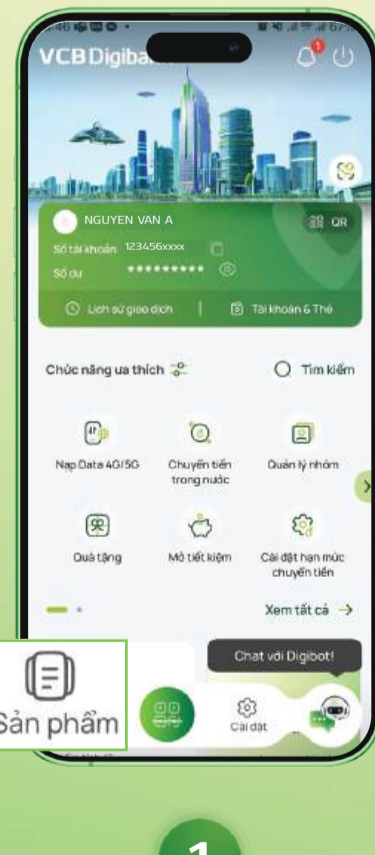 VCB Digiba
1
NGUYEN VAN A
QR
Số tài khoản 123456xxxx
Số dư *********
Lịch sử giao dịch | Tài khoản & Thẻ
Chức năng ưa thích
Tìm kiếm
Nạp Data 4G/5G
Chuyển tiền
trong nước
Quản lý nhóm
Quà tặng
Mở tiết kiệm
Cài đặt hạn mức
chuyển tiền
Xem tất cả
Chat với Digibot!
Sản phẩm
Cài đặt
1